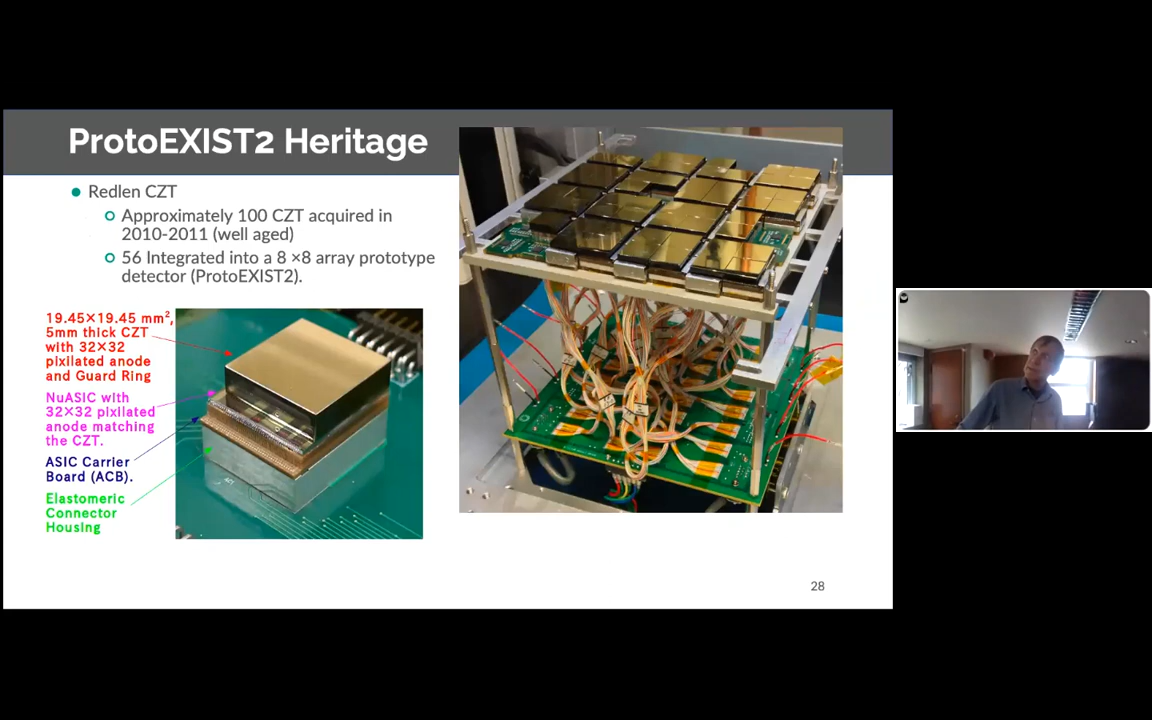 ProtoEXIST2 Heritage
Redlen CZT
Approximately 100 CZT acquired in
2010-2011 (well aged)
56 Integrated into a 8 ×8 array prototype
detector (ProtoEXIST2).
19.45×19.45 mm²,
5mm thick CZT
with 32×32
pixilated anode
and Guard Ring
NuASIC with
32×32 pixilated
anode matching
the CZT.
ASIC Carrier
Board (ACB).
Elastomeric
Connector
Housing
28